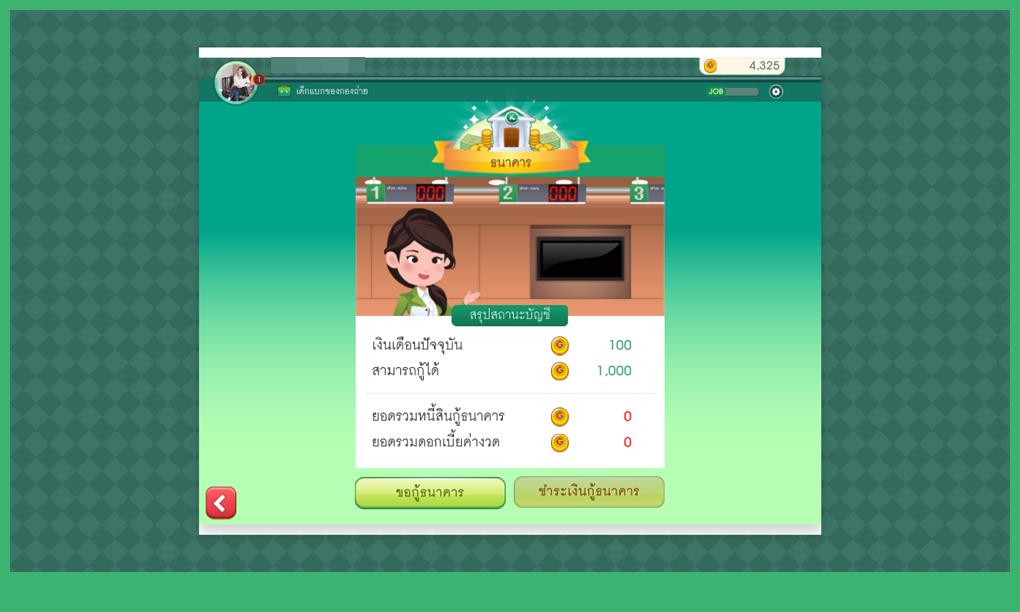 4,325
1
เด็กแบกของกองถ่าย
JOB
ธนาคาร
1 000 2 000 3
สรุปสถานะบัญชี
เงินเดือนปัจจุบัน 100
สามารถกู้ได้ 1,000
ยอดรวมหนี้สินกู้ธนาคาร 0
ยอดรวมดอกเบี้ยค่างวด 0
ขอกู้ธนาคาร ชำระเงินกู้ธนาคาร